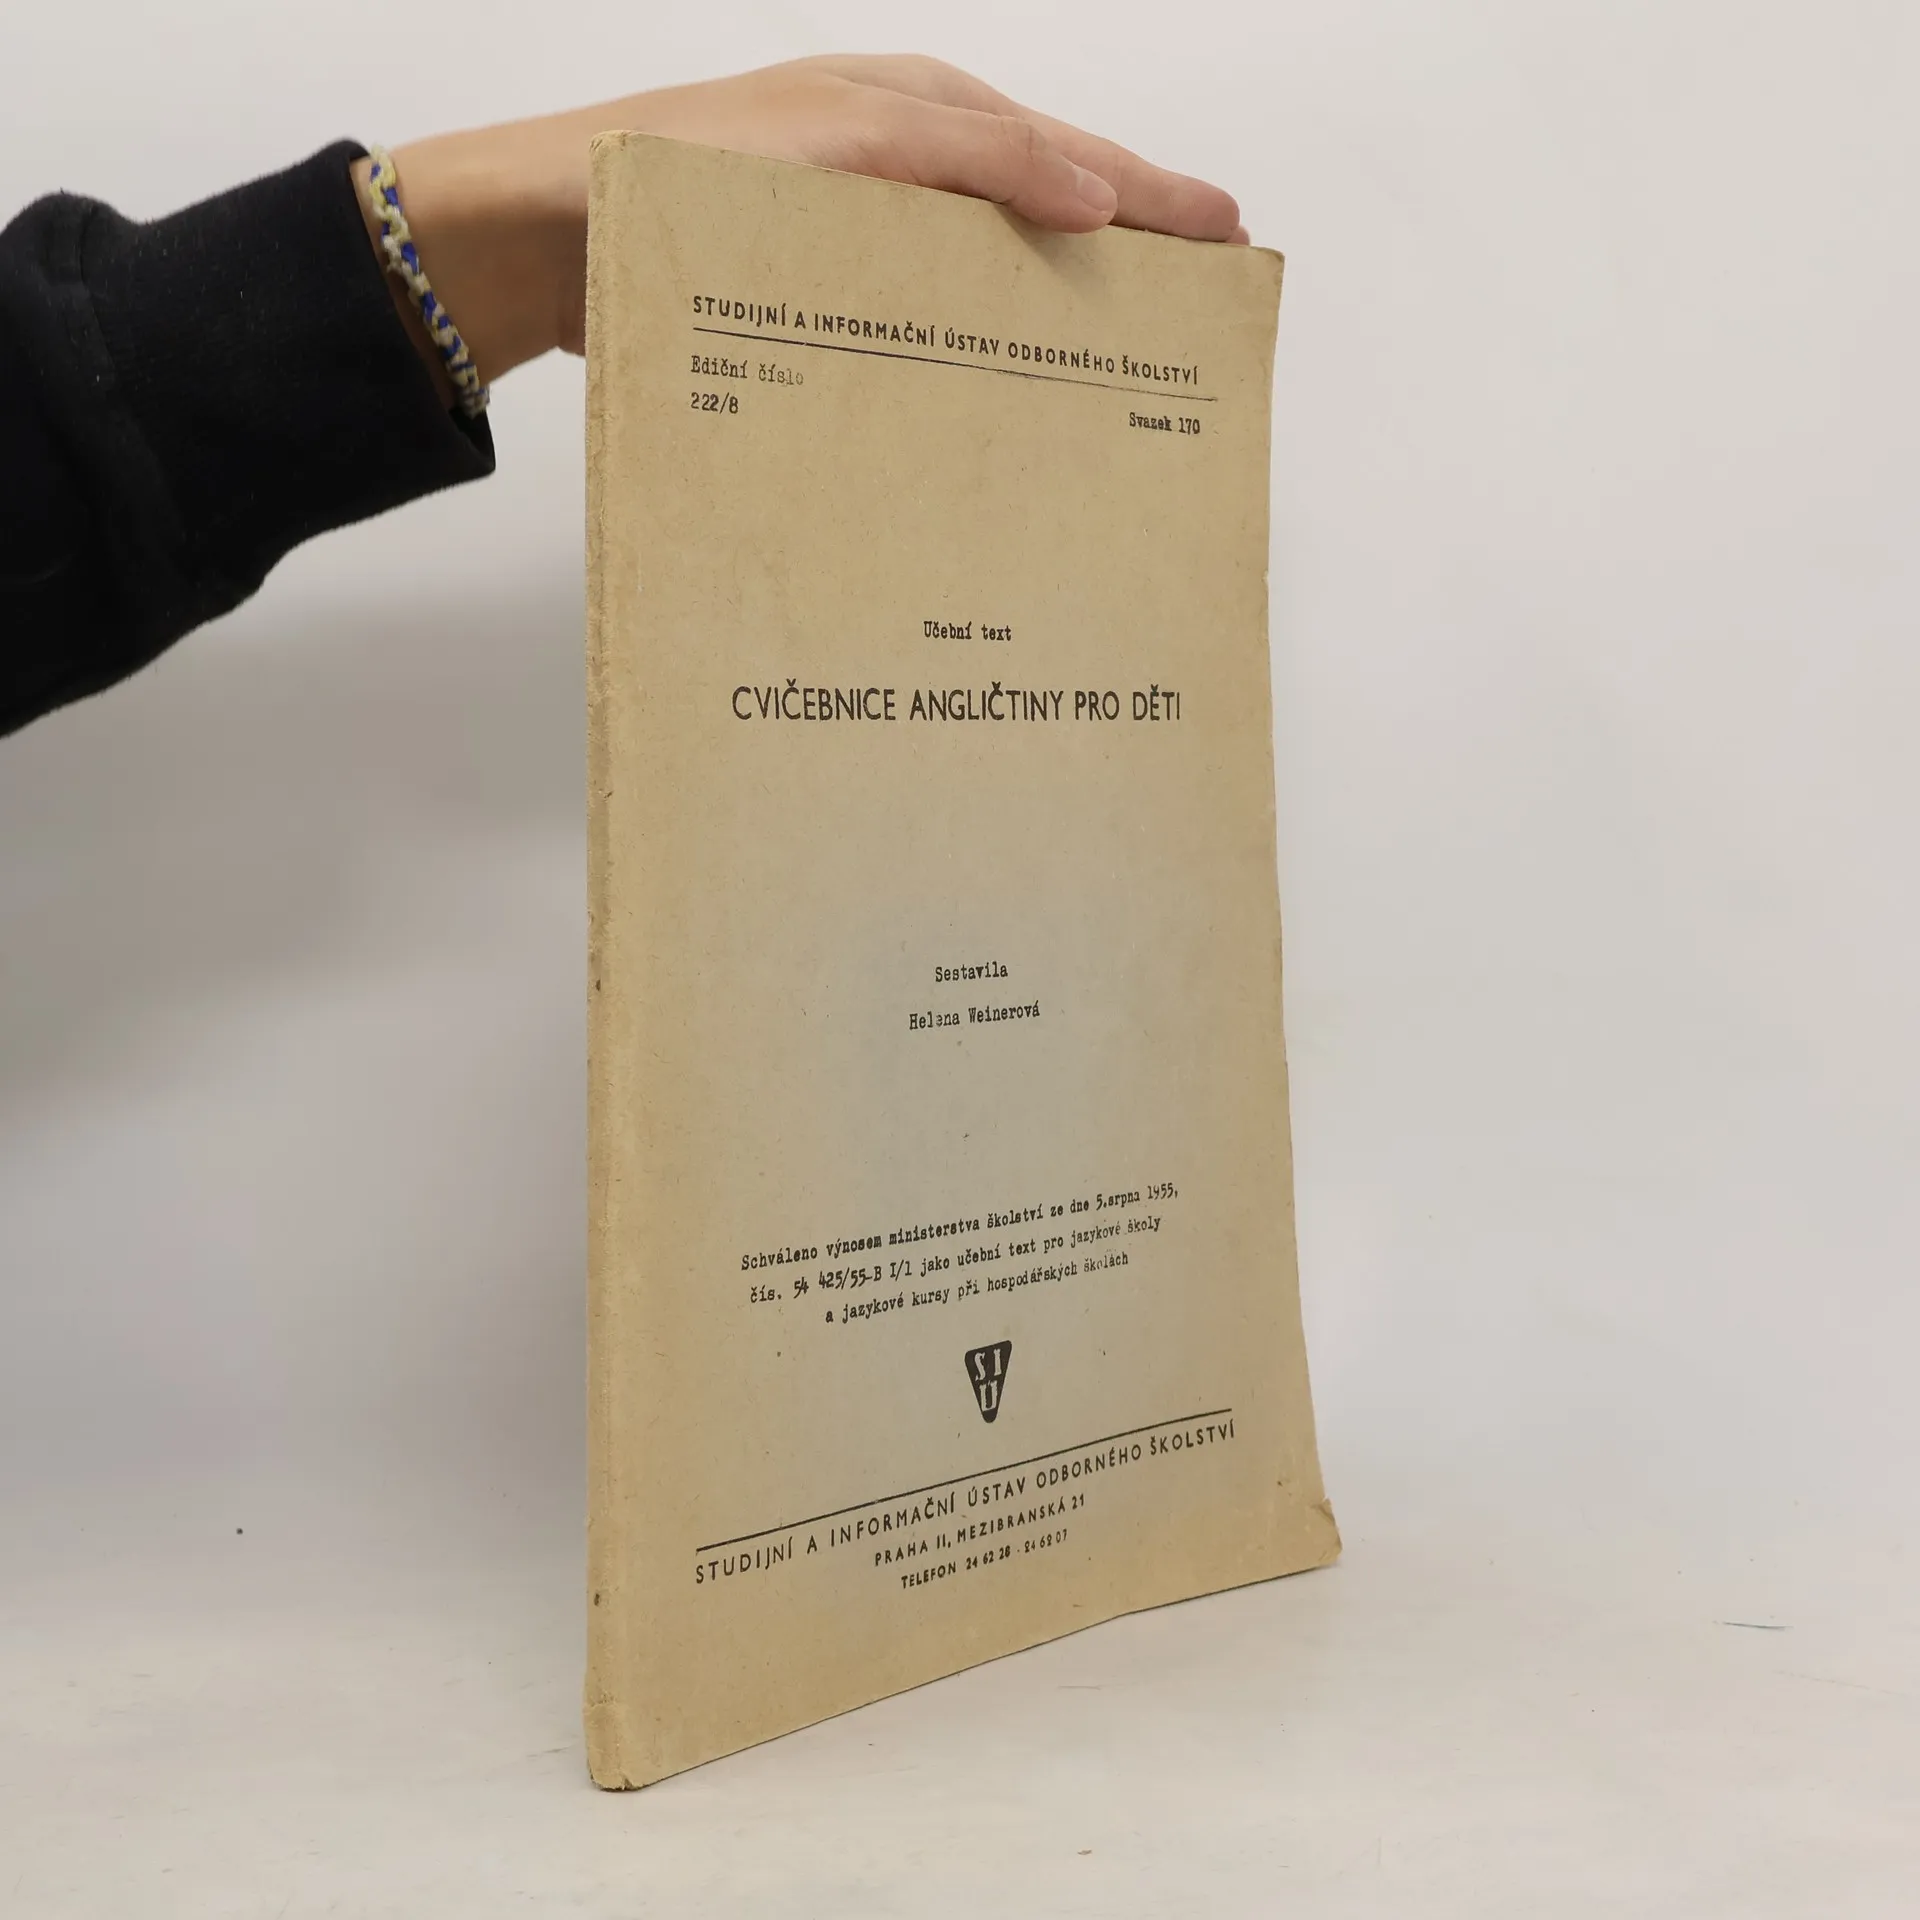 STUDIJNÍ A INFORMAČNÍ ÚSTAV ODBORNÉHO ŠKOLSTVÍ
Ediční číslo
222/8
Svazek 170
Učební text
CVIČEBNICE ANGLIČTINY PRO DĚTI
Sestavila
Helena Weinerová
Schváleno výnosem ministerstva školství ze dne 5.srpna 1955,
čís. 54 425/55-B I/1 jako učební text pro jazykové školy
a jazykové kursy při hospodářských školách
SIU
STUDIJNÍ A INFORMAČNÍ ÚSTAV ODBORNÉHO ŠKOLSTVÍ
PRAHA II, MEZIBRANSKÁ 21
TELEFON 24 62 28 - 24 62 07